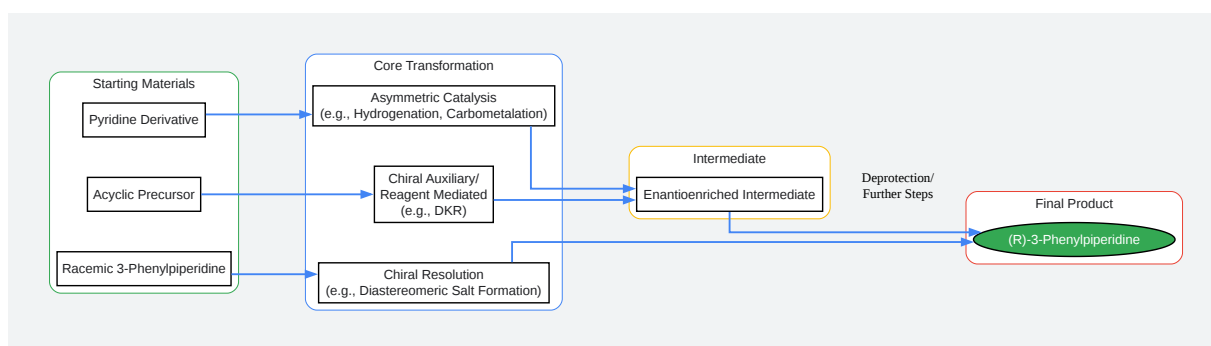 Starting Materials
Pyridine Derivative
Acyclic Precursor
Racemic 3-Phenylpiperidine
Core Transformation
Asymmetric Catalysis
(e.g., Hydrogenation, Carbometalation)
Chiral Auxiliary/
Reagent Mediated
(e.g., DKR)
Chiral Resolution
(e.g., Diastereomeric Salt Formation)
Intermediate
Enantioenriched Intermediate
Deprotection/
Further Steps
Final Product
(R)-3-Phenylpiperidine